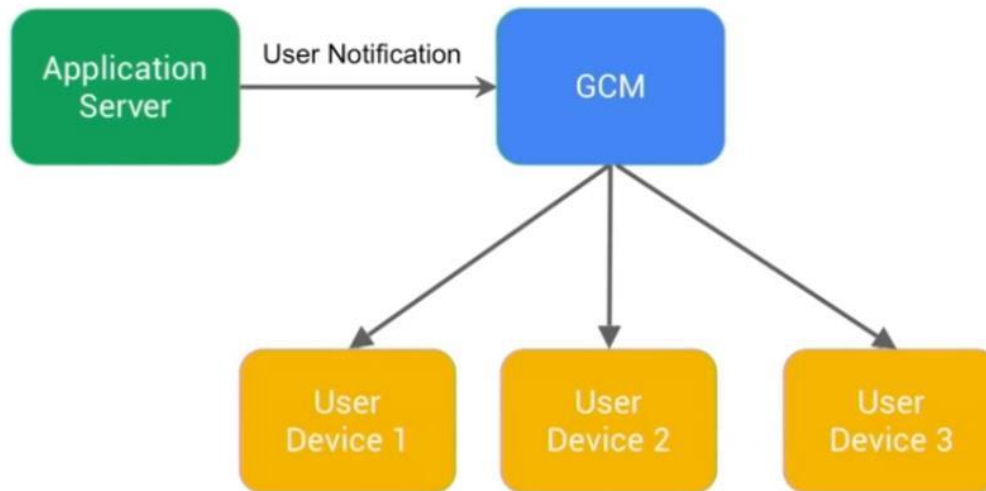 Application
Server
User Notification
GCM
User
Device 1
User
Device 2
User
Device 3